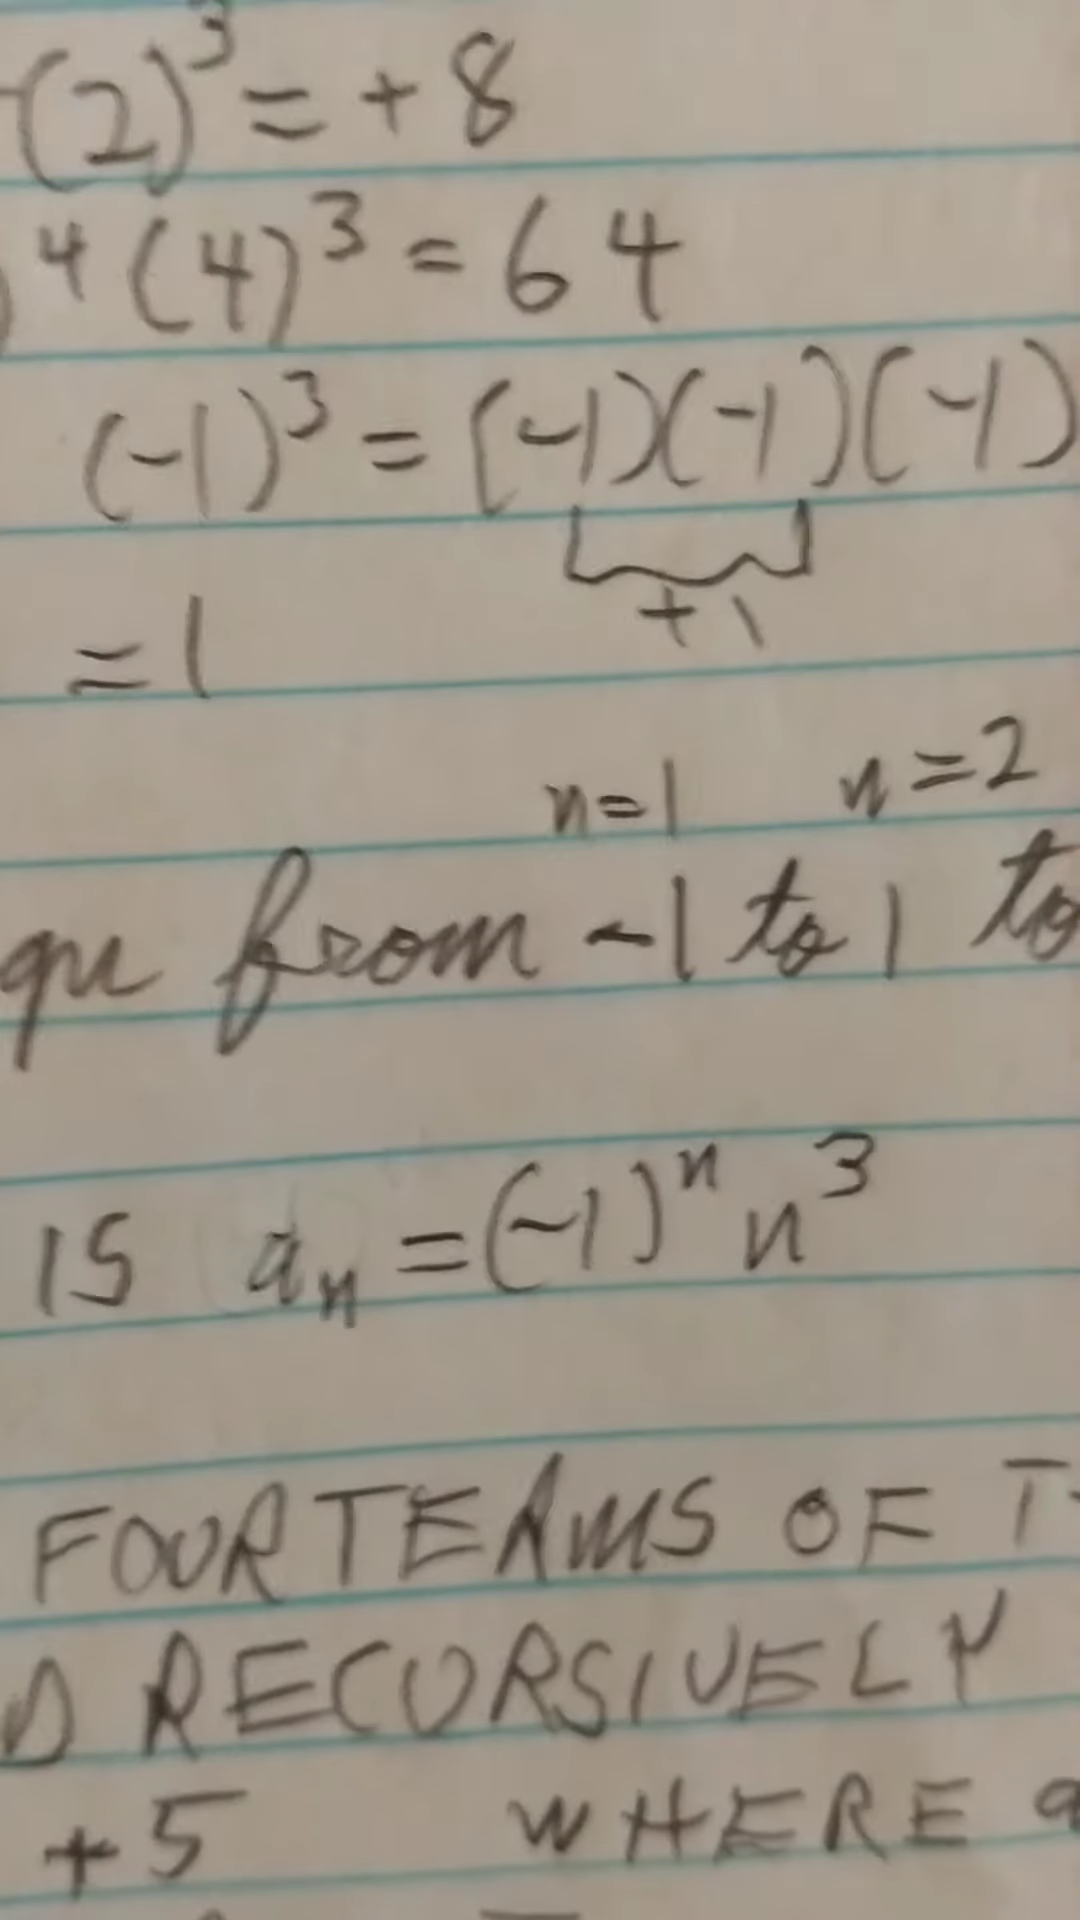 (2)³ = + 8
)⁴ (4)³ = 64
(-1)³ = (-1)(-1)(-1)
+1
= 1
n=1 n=2
from -1 to 1 to
IS aₙ = (-1)ⁿ n³
FOUR TERMS OF T
D RECURSIVELY
+5 WHERE a